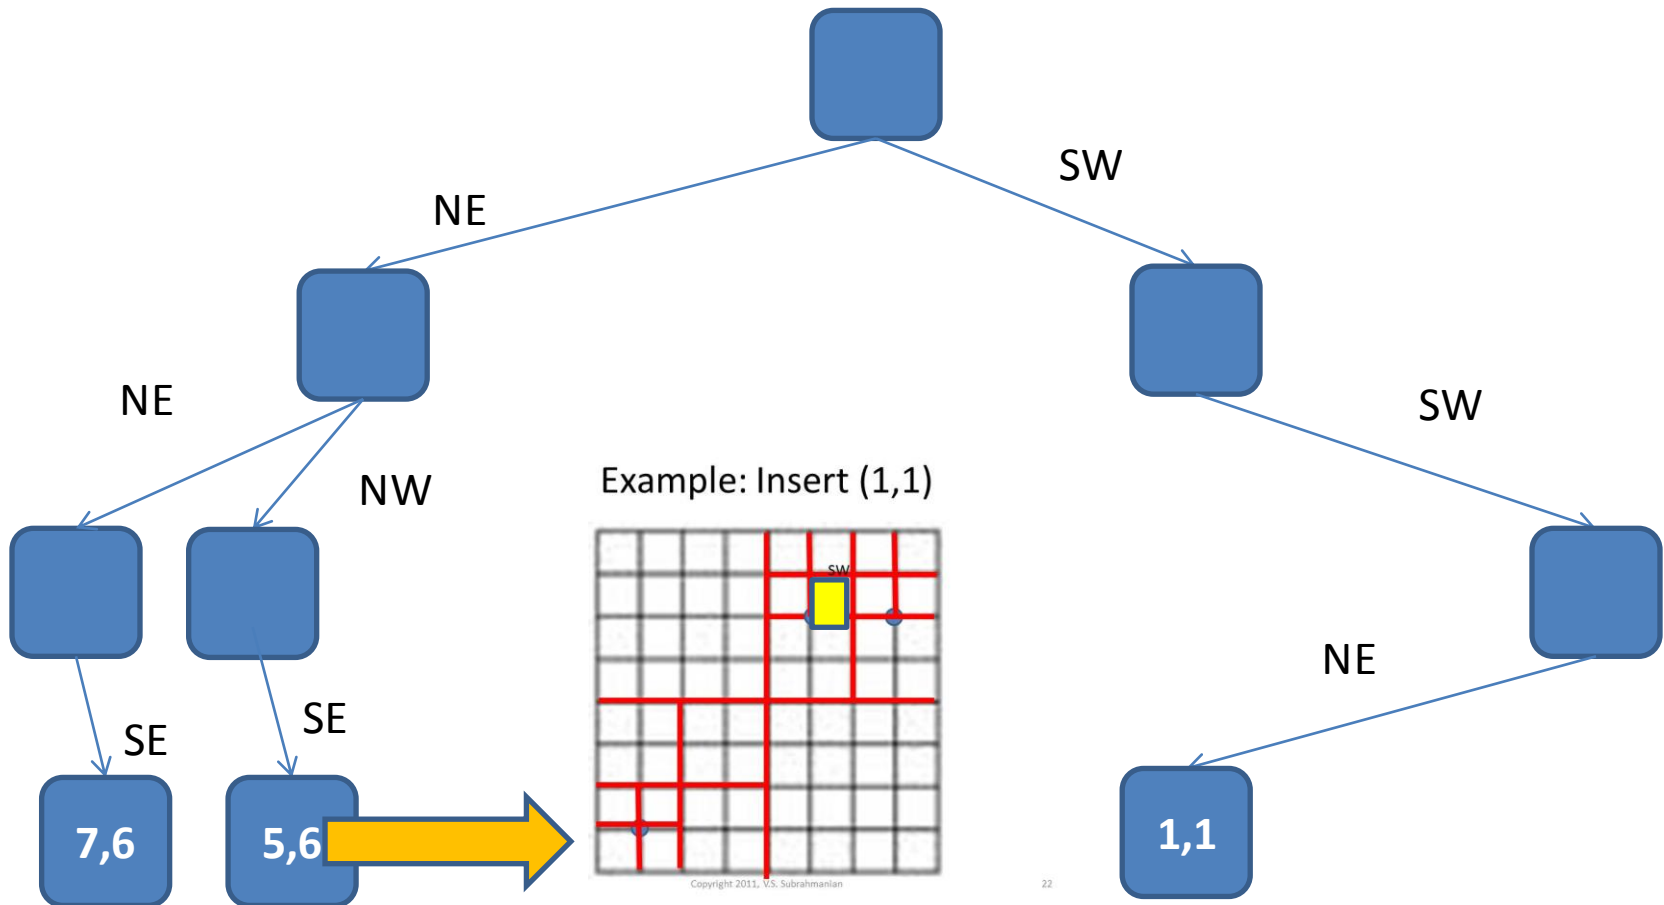 SW
NE
NE
SW
NW
Example: Insert (1,1)
SW
NE
SE
SE
7,6
5,6
1,1
Copyright 2011, V.S. Subrahmanian
22